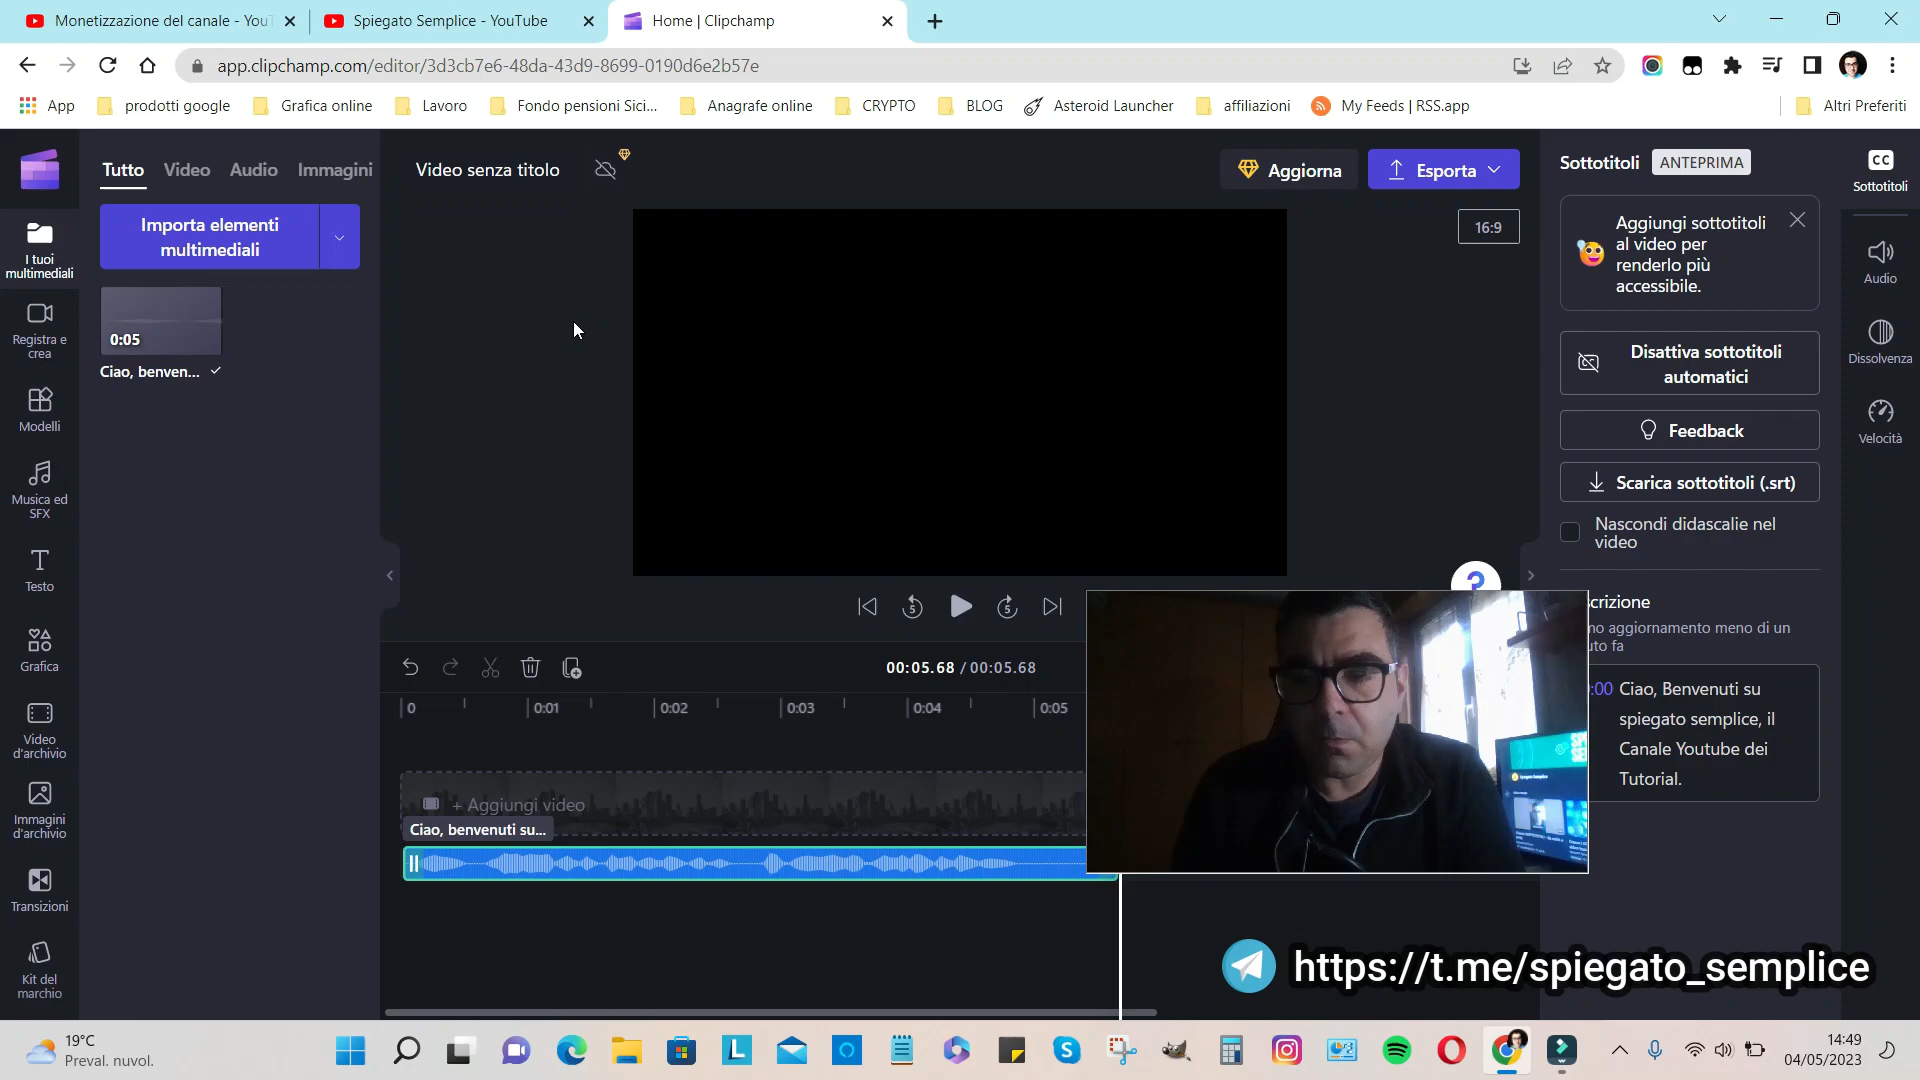 Monetizzazione del canale - You
Spiegato Semplice - YouTube
Home | Clipchamp
app.clipchamp.com/editor/3d3cb7e6-48da-43d9-8699-0190d6e2b57e
App
prodotti google
Grafica online
Lavoro
Fondo pensioni Sici...
Anagrafe online
CRYPTO
BLOG
Asteroid Launcher
affiliazioni
My Feeds | RSS.app
Altri Preferiti
Tutto
Video
Audio
Immagini
Video senza titolo
Aggiorna
Esporta
Sottotitoli
ANTEPRIMA
CC
Sottotitoli
Importa elementi
multimediali
16:9
Aggiungi sottotitoli
al video per
renderlo più
accessibile.
I tuoi
multimediali
Audio
0:05
Ciao, benven...
Registra e
crea
Disattiva sottotitoli
automatici
Dissolvenza
Modelli
Feedback
Velocità
Musica ed
SFX
Scarica sottotitoli (.srt)
Nascondi didascalie nel
video
Testo
5
5
?
crizione
no aggiornamento meno di un
uto fa
Grafica
00:05.68 / 00:05.68
:00 Ciao, Benvenuti su
spiegato semplice, il
Canale Youtube dei
Tutorial.
0
0:01
0:02
0:03
0:04
0:05
Video
d'archivio
+ Aggiungi video
Ciao, benvenuti su...
Immagini
d'archivio
Transizioni
Kit del
marchio
https://t.me/spiegato_semplice
19°C
Preval. nuvol.
14:49
04/05/2023